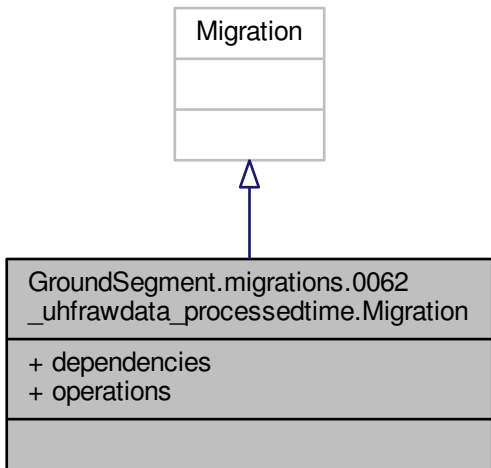 Migration
GroundSegment.migrations.0062
_uhfrawdata_processedtime.Migration
+ dependencies
+ operations